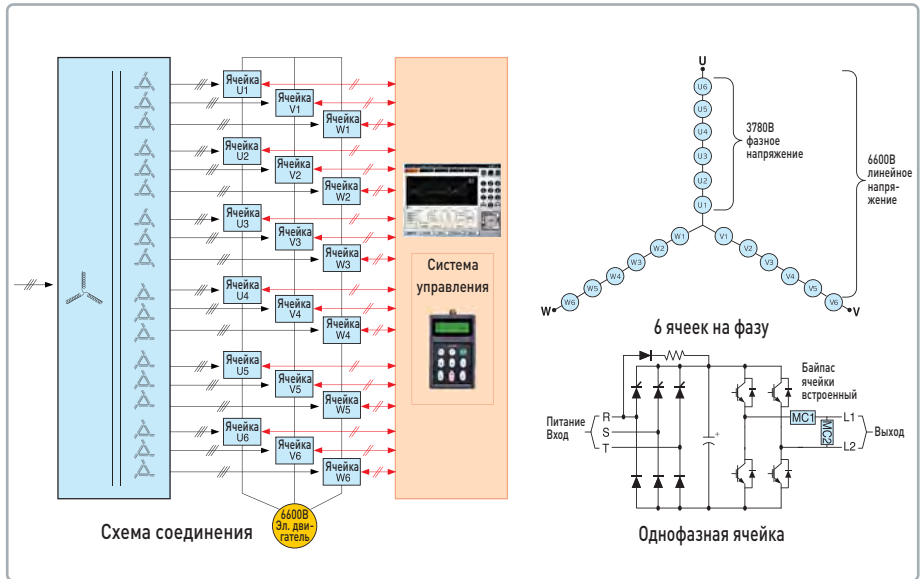 Ячейка
U1
Ячейка
V1
Ячейка
W1
Ячейка
U2
Ячейка
V2
Ячейка
W2
Ячейка
U3
Ячейка
V3
Ячейка
W3
Ячейка
U4
Ячейка
V4
Ячейка
W4
Ячейка
U5
Ячейка
V5
Ячейка
W5
Ячейка
U6
Ячейка
V6
Ячейка
W6
6600В
Эл. дви-
гатель
Схема соединения
Система
управления
U
U6
U5
U4
U3
U2
U1
3780В
фазное
напряжение
6600В
линейное
напря-
жение
W1
W2
W3
W4
W5
W6
W
V1
V2
V3
V4
V5
V6
V
6 ячеек на фазу
Байпас
ячейки
встроенный
Питание
Вход
R
S
T
+
MC1
MC2
L1
L2
Выход
Однофазная ячейка